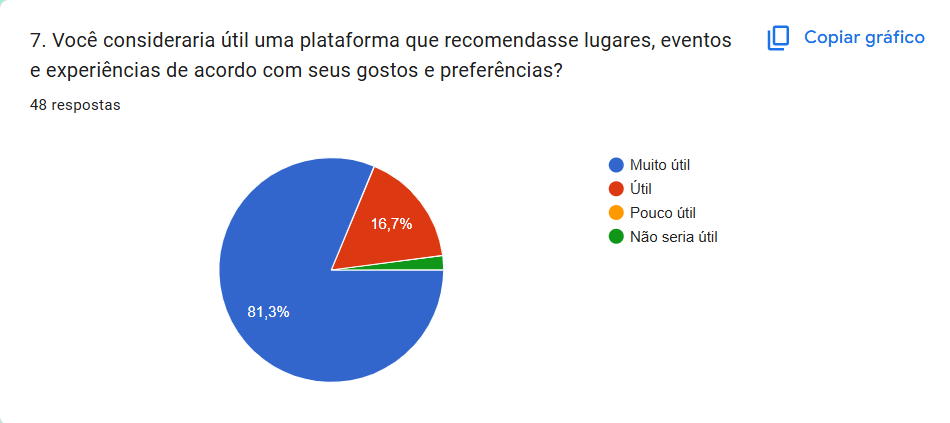 7. Você consideraria útil uma plataforma que recomendasse lugares, eventos
e experiências de acordo com seus gostos e preferências?
Copiar gráfico
48 respostas
Muito útil
Útil
Pouco útil
Não seria útil
16,7%
81,3%